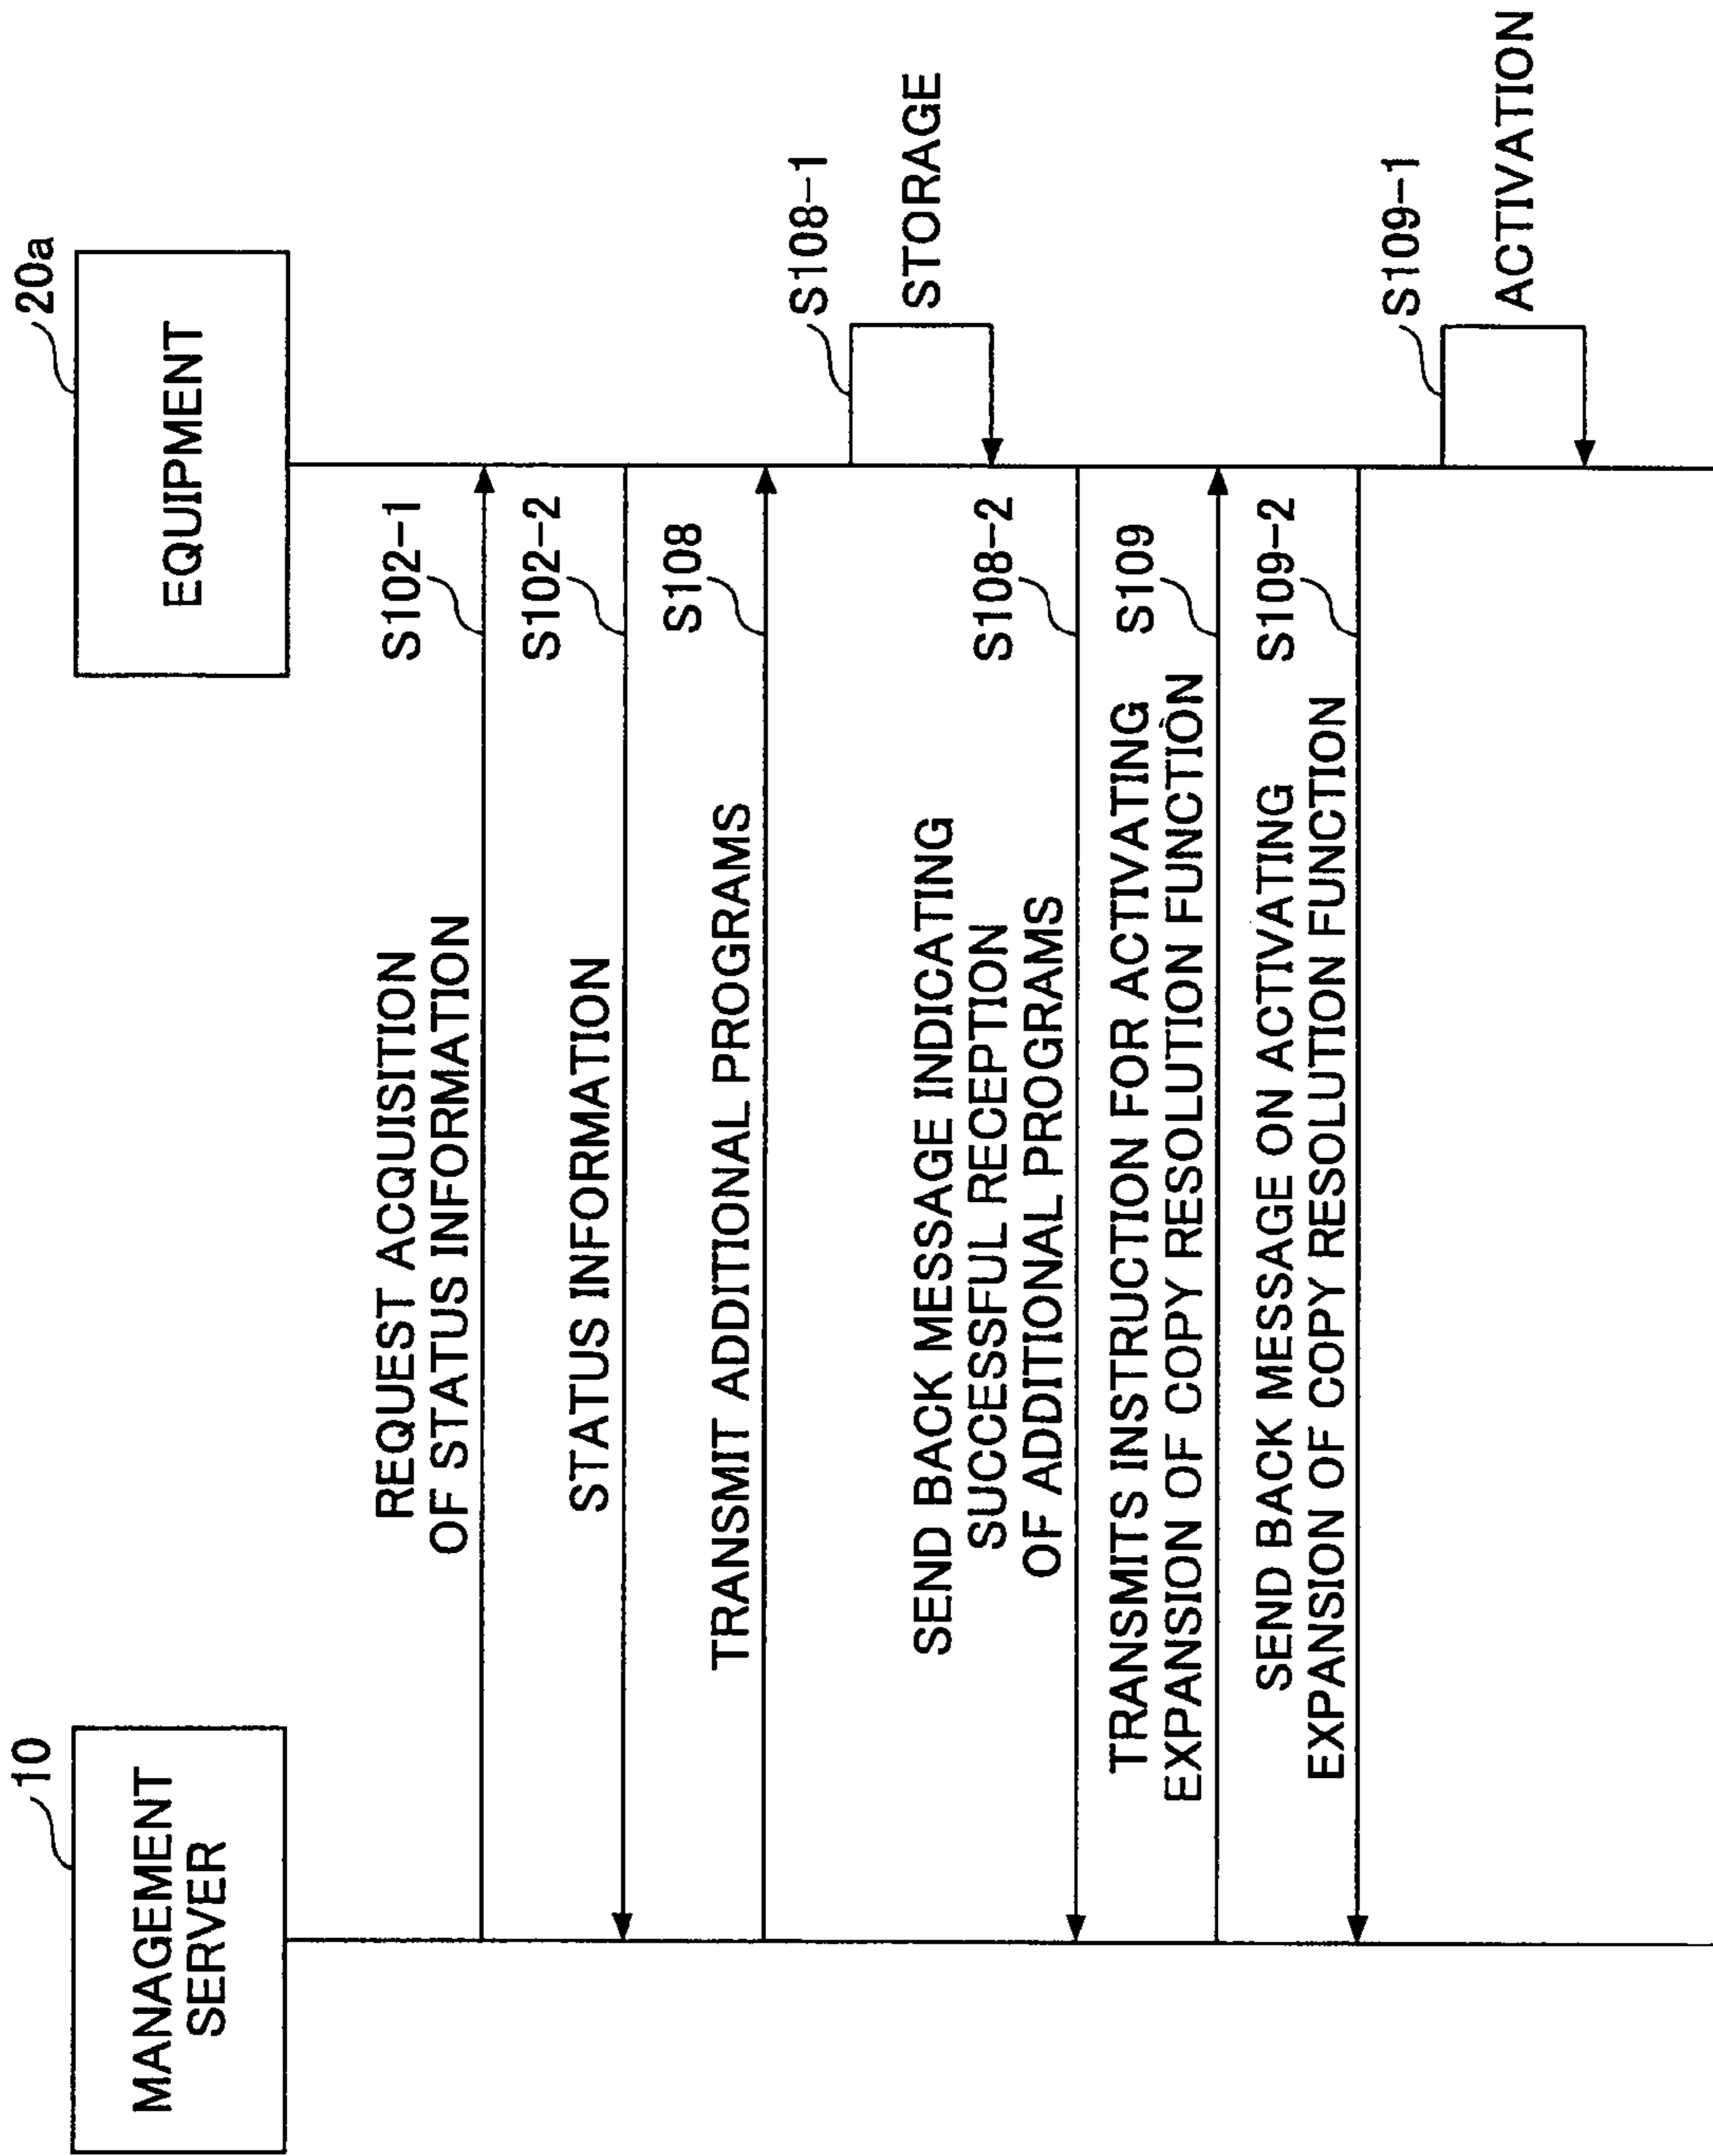 10
MANAGEMENT
SERVER
20a
EQUIPMENT
REQUEST ACQUISITION
OF STATUS INFORMATION
S102-1
STATUS INFORMATION
S102-2
TRANSMIT ADDITIONAL PROGRAMS
S108
S108-1
STORAGE
SEND BACK MESSAGE INDICATING
SUCCESSFUL RECEPTION
OF ADDITIONAL PROGRAMS
S108-2
TRANSMITS INSTRUCTION FOR ACTIVATING
EXPANSION OF COPY RESOLUTION FUNCTION
S109
SEND BACK MESSAGE ON ACTIVATING
EXPANSION OF COPY RESOLUTION FUNCTION
S109-2
S109-1
ACTIVATION